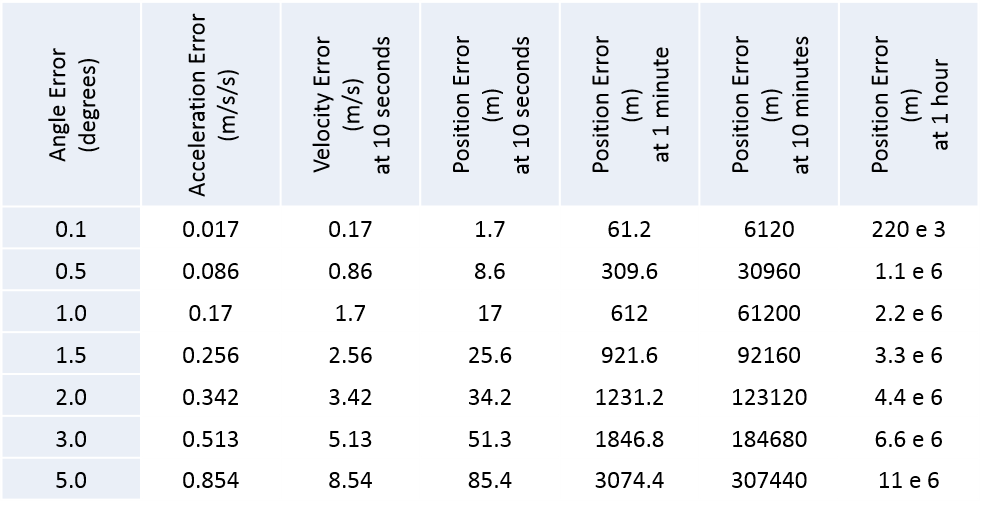 Angle Error
(degrees)
Acceleration Error
(m/s/s)
Velocity Error
(m/s)
at 10 seconds
Position Error
(m)
at 10 seconds
Position Error
(m)
at 1 minute
Position Error
(m)
at 10 minutes
Position Error
(m)
at 1 hour
0.1 0.017 0.17 1.7 61.2 6120 220 e 3
0.5 0.086 0.86 8.6 309.6 30960 1.1 e 6
1.0 0.17 1.7 17 612 61200 2.2 e 6
1.5 0.256 2.56 25.6 921.6 92160 3.3 e 6
2.0 0.342 3.42 34.2 1231.2 123120 4.4 e 6
3.0 0.513 5.13 51.3 1846.8 184680 6.6 e 6
5.0 0.854 8.54 85.4 3074.4 307440 11 e 6